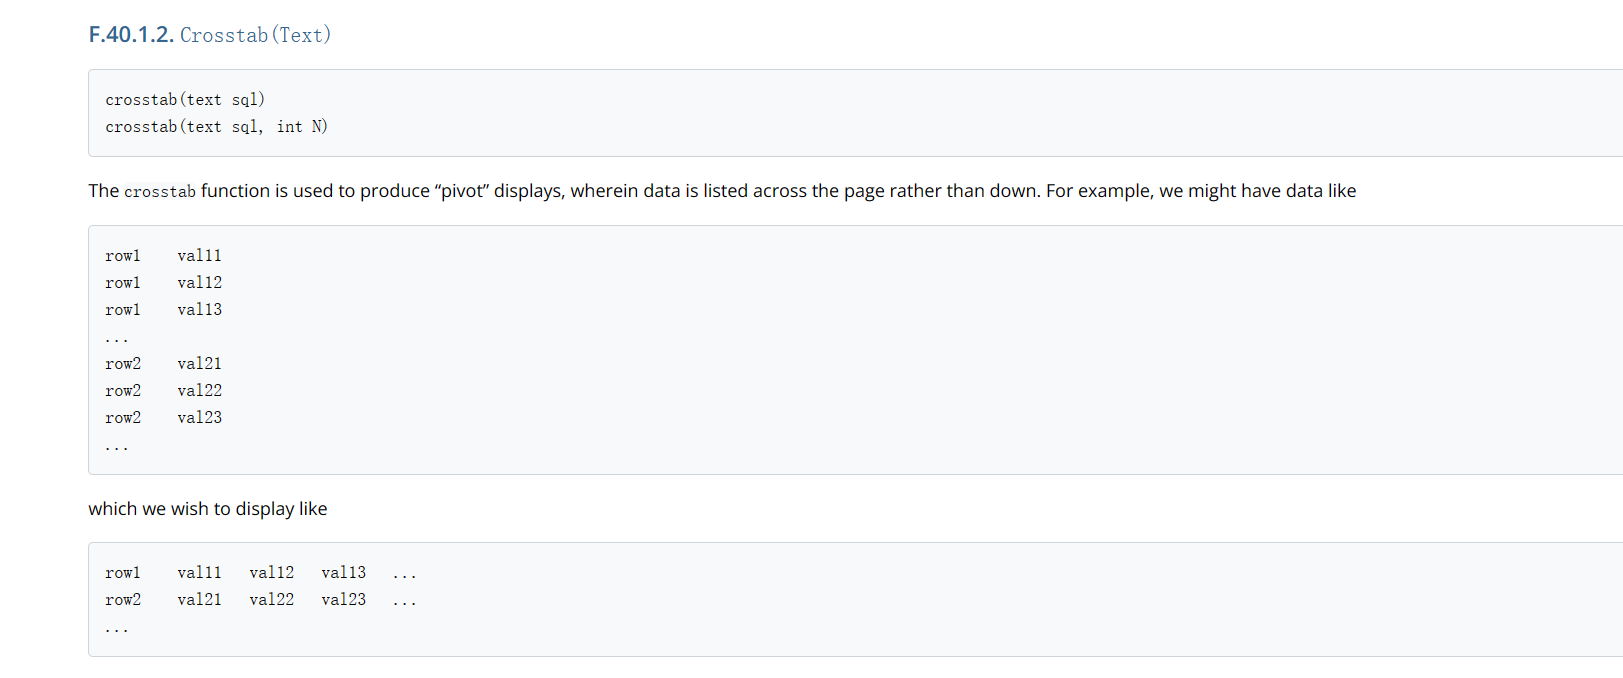 F.40.1.2. Crosstab(Text)
crosstab(text sql)
crosstab(text sql, int N)
The crosstab function is used to produce “pivot” displays, wherein data is listed across the page rather than down. For example, we might have data like
row1    val11
row1    val12
row1    val13
...
row2    val21
row2    val22
row2    val23
...
which we wish to display like
row1    val11   val12   val13   ...
row2    val21   val22   val23   ...
...